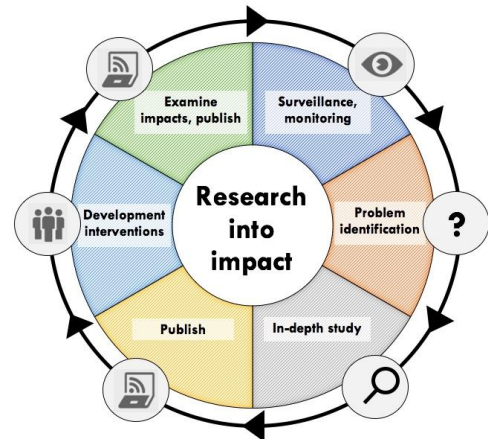 Examine
impacts, publish
Surveillance,
monitoring
Development
interventions
Research
into
impact
Problem
identification
?
Publish
In-depth study